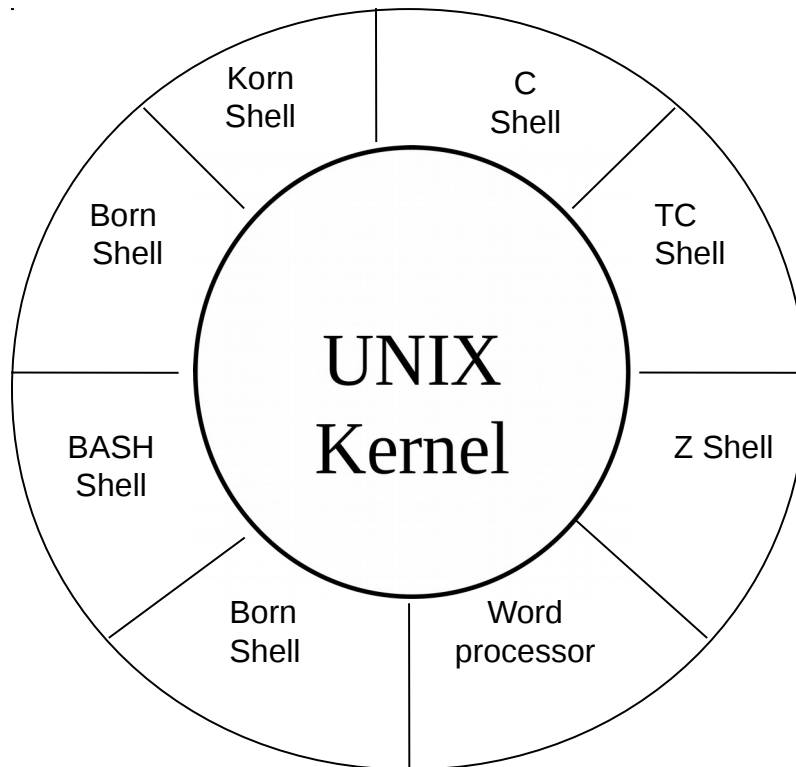 Korn
Shell
C
Shell
Born
Shell
TC
Shell
UNIX
Kernel
BASH
Shell
Z Shell
Born
Shell
Word
processor